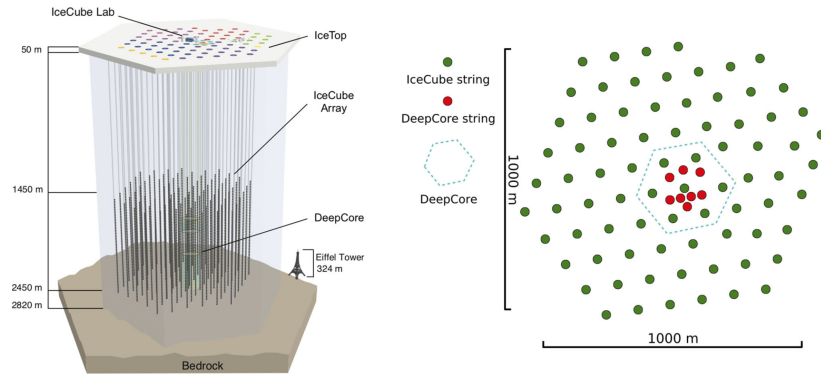 IceCube Lab
IceTop
50 m
IceCube
Array
1450 m
DeepCore
Eiffel Tower
324 m
2450 m
2820 m
Bedrock
IceCube string
DeepCore string
DeepCore
1000 m
1000 m